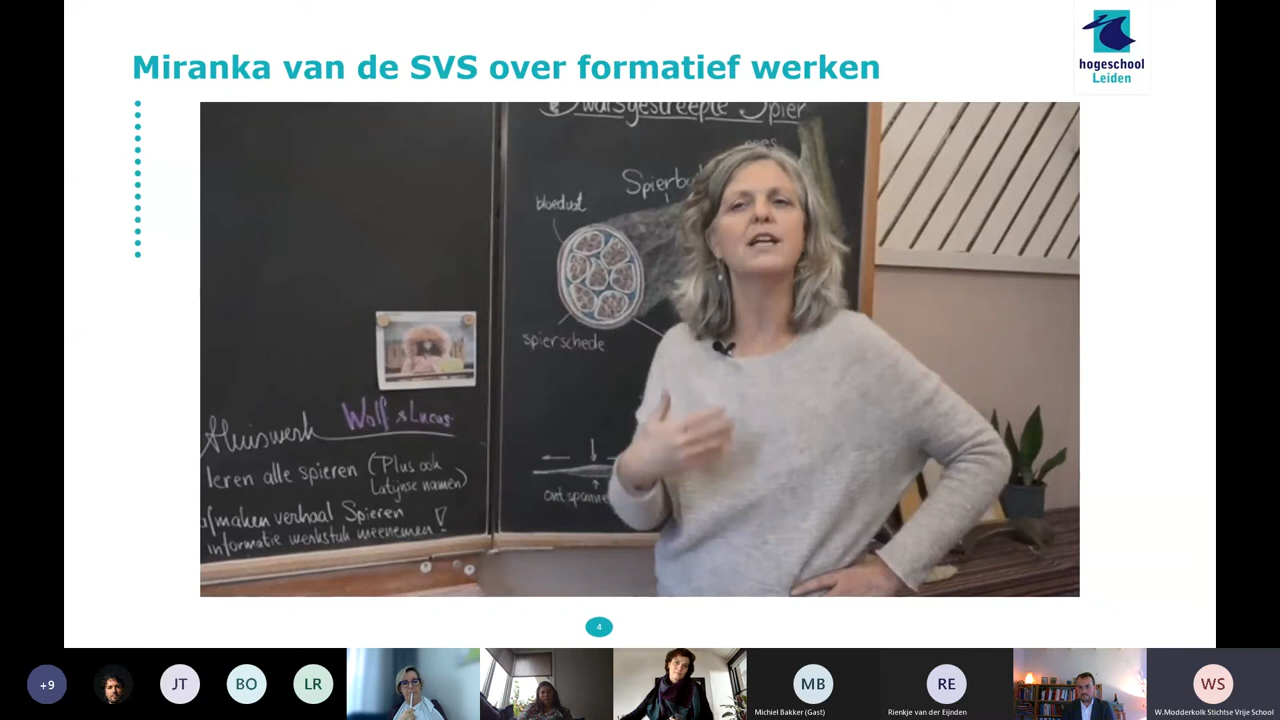 Miranka van de SVS over formatief werken
hogeschool
Leiden
Dwarsgestreepte Spier
pees
bloedvat
spierschede
Huiswerk Wolf & Lucas
leren alle spieren (Plus ook
Latijnse namen)
afmaken verhaal Spieren
informatie werkstuk meenemen !
4
+9
JT
BO
LR
MB
Michiel Bakker (Gast)
RE
Rienkje van der Eijnden
WS
W.Modderkolk Stichtse Vrije School